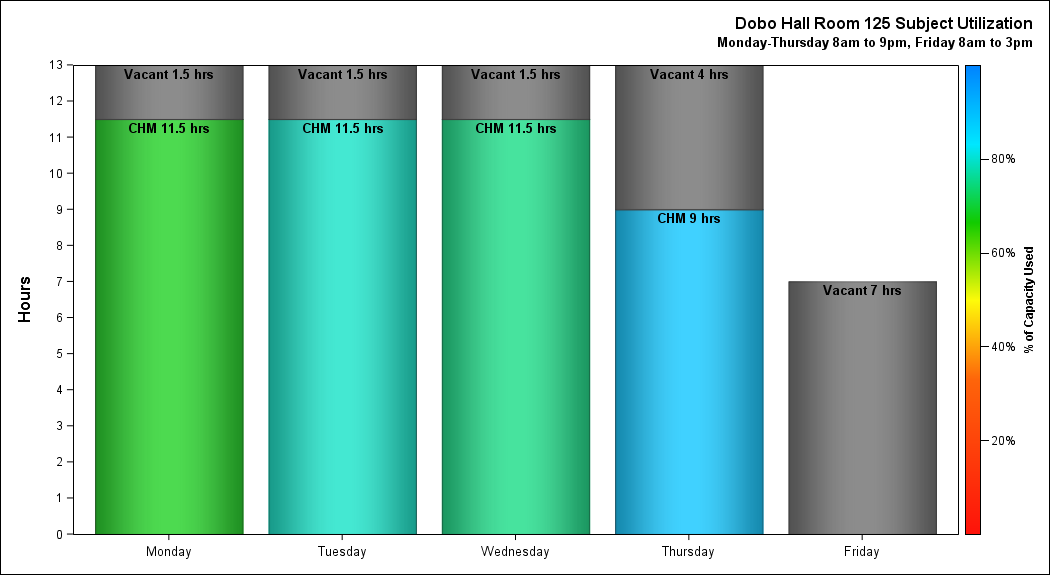 Dobo Hall Room 125 Subject Utilization
Monday-Thursday 8am to 9pm, Friday 8am to 3pm
Hours
13
12
11
10
9
8
7
6
5
4
3
2
1
0
Vacant 1.5 hrs
CHM 11.5 hrs
Vacant 1.5 hrs
CHM 11.5 hrs
Vacant 1.5 hrs
CHM 11.5 hrs
Vacant 4 hrs
CHM 9 hrs
Vacant 7 hrs
Monday
Tuesday
Wednesday
Thursday
Friday
80%
60%
40%
20%
% of Capacity Used